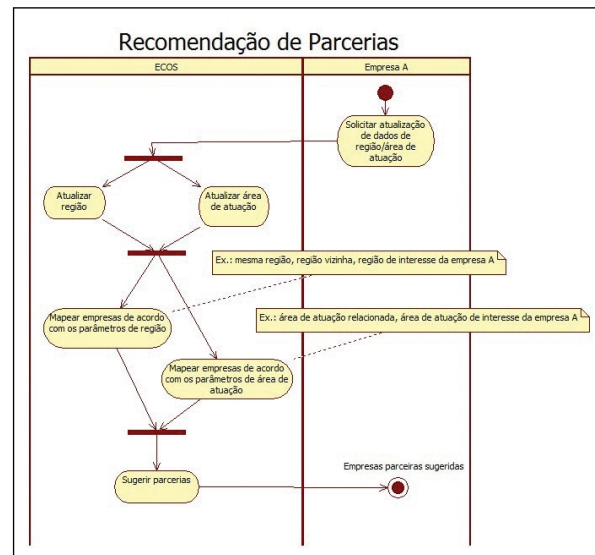 Recomendação de Parcerias
ECOS
Empresa A
Solicitar atualização
de dados de
região/área de
atuação
Atualizar
região
Atualizar área
de atuação
Ex.: mesma região, região vizinha, região de interesse da empresa A
Mapear empresas de acordo
com os parâmetros de região
Ex.: área de atuação relacionada, área de atuação de interesse da empresa A
Mapear empresas de acordo
com os parâmetros de área de
atuação
Empresas parceiras sugeridas
Sugerir parcerias